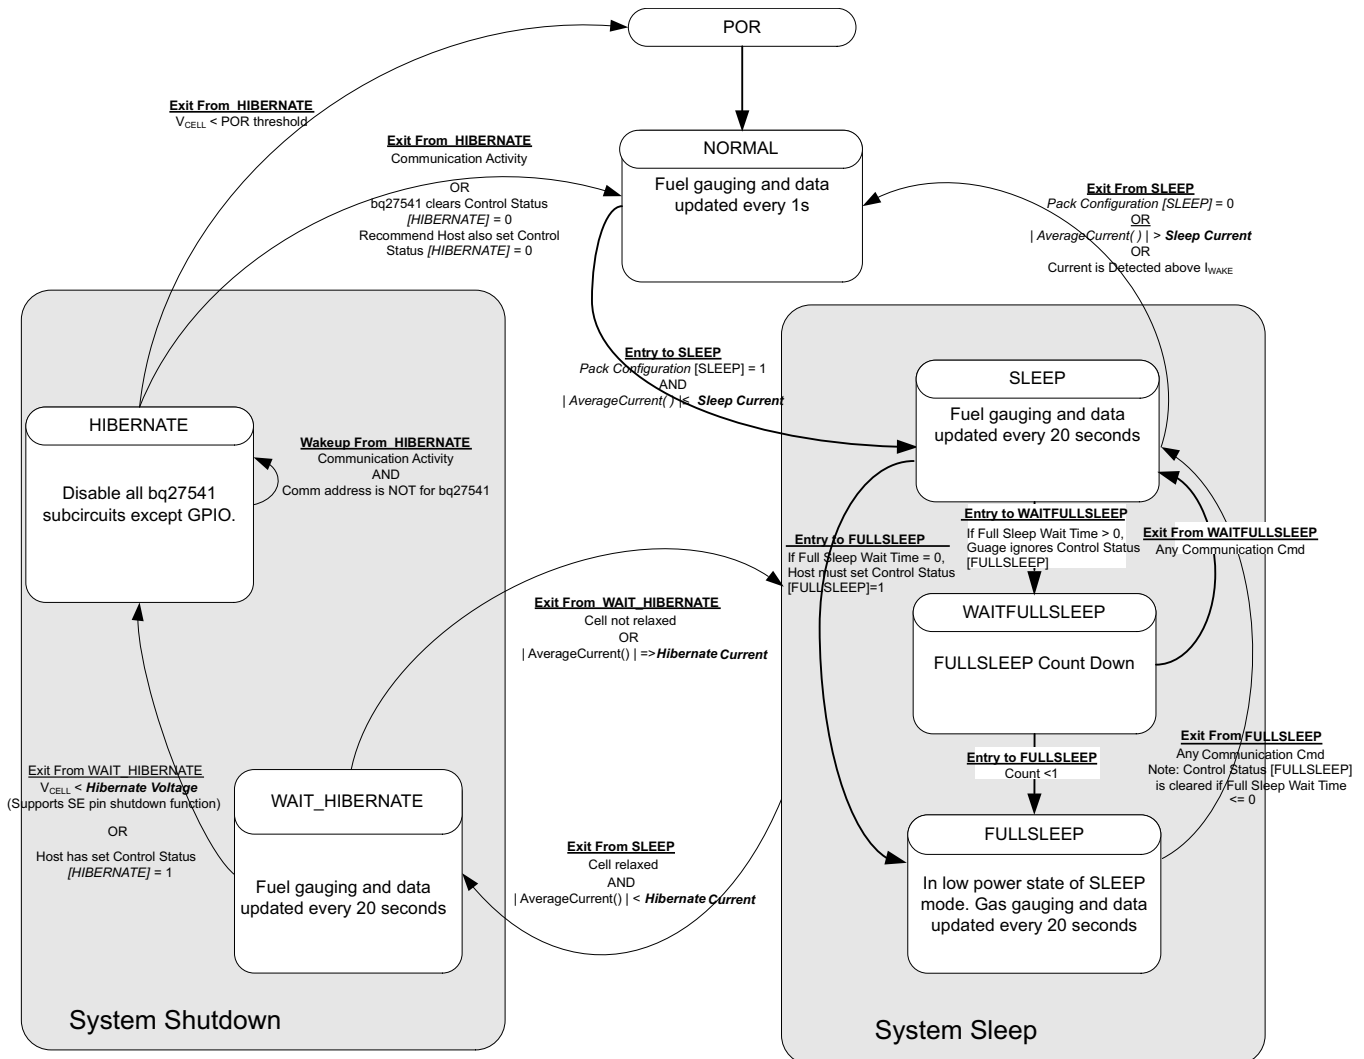 POR
Exit From HIBERNATE
VCELL < POR threshold
Exit From HIBERNATE
Communication Activity
OR
bq27541 clears Control Status
[HIBERNATE] = 0
Recommend Host also set Control
Status [HIBERNATE] = 0
NORMAL
Fuel gauging and data
updated every 1s
Exit From SLEEP
Pack Configuration [SLEEP] = 0
OR
| AverageCurrent( ) | > Sleep Current
OR
Current is Detected above IWAKE
Entry to SLEEP
Pack Configuration [SLEEP] = 1
AND
| AverageCurrent( ) |≤ Sleep Current
SLEEP
Fuel gauging and data
updated every 20 seconds
HIBERNATE
Disable all bq27541
subcircuits except GPIO.
Wakeup From HIBERNATE
Communication Activity
AND
Comm address is NOT for bq27541
Entry to FULLSLEEP
If Full Sleep Wait Time = 0,
Host must set Control Status
[FULLSLEEP]=1
Entry to WAITFULLSLEEP
If Full Sleep Wait Time > 0,
Guage ignores Control Status
[FULLSLEEP]
Exit From WAITFULLSLEEP
Any Communication Cmd
WAITFULLSLEEP
FULLSLEEP Count Down
Exit From WAIT_HIBERNATE
Cell not relaxed
OR
| AverageCurrent() | =>Hibernate Current
Entry to FULLSLEEP
Count <1
Exit From FULLSLEEP
Any Communication Cmd
Note: Control Status [FULLSLEEP]
is cleared if Full Sleep Wait Time
<= 0
Exit From WAIT_HIBERNATE
VCELL < Hibernate Voltage
(Supports SE pin shutdown function)
OR
Host has set Control Status
[HIBERNATE] = 1
WAIT_HIBERNATE
Fuel gauging and data
updated every 20 seconds
Exit From SLEEP
Cell relaxed
AND
| AverageCurrent() | < Hibernate Current
FULLSLEEP
In low power state of SLEEP
mode. Gas gauging and data
updated every 20 seconds
System Shutdown
System Sleep